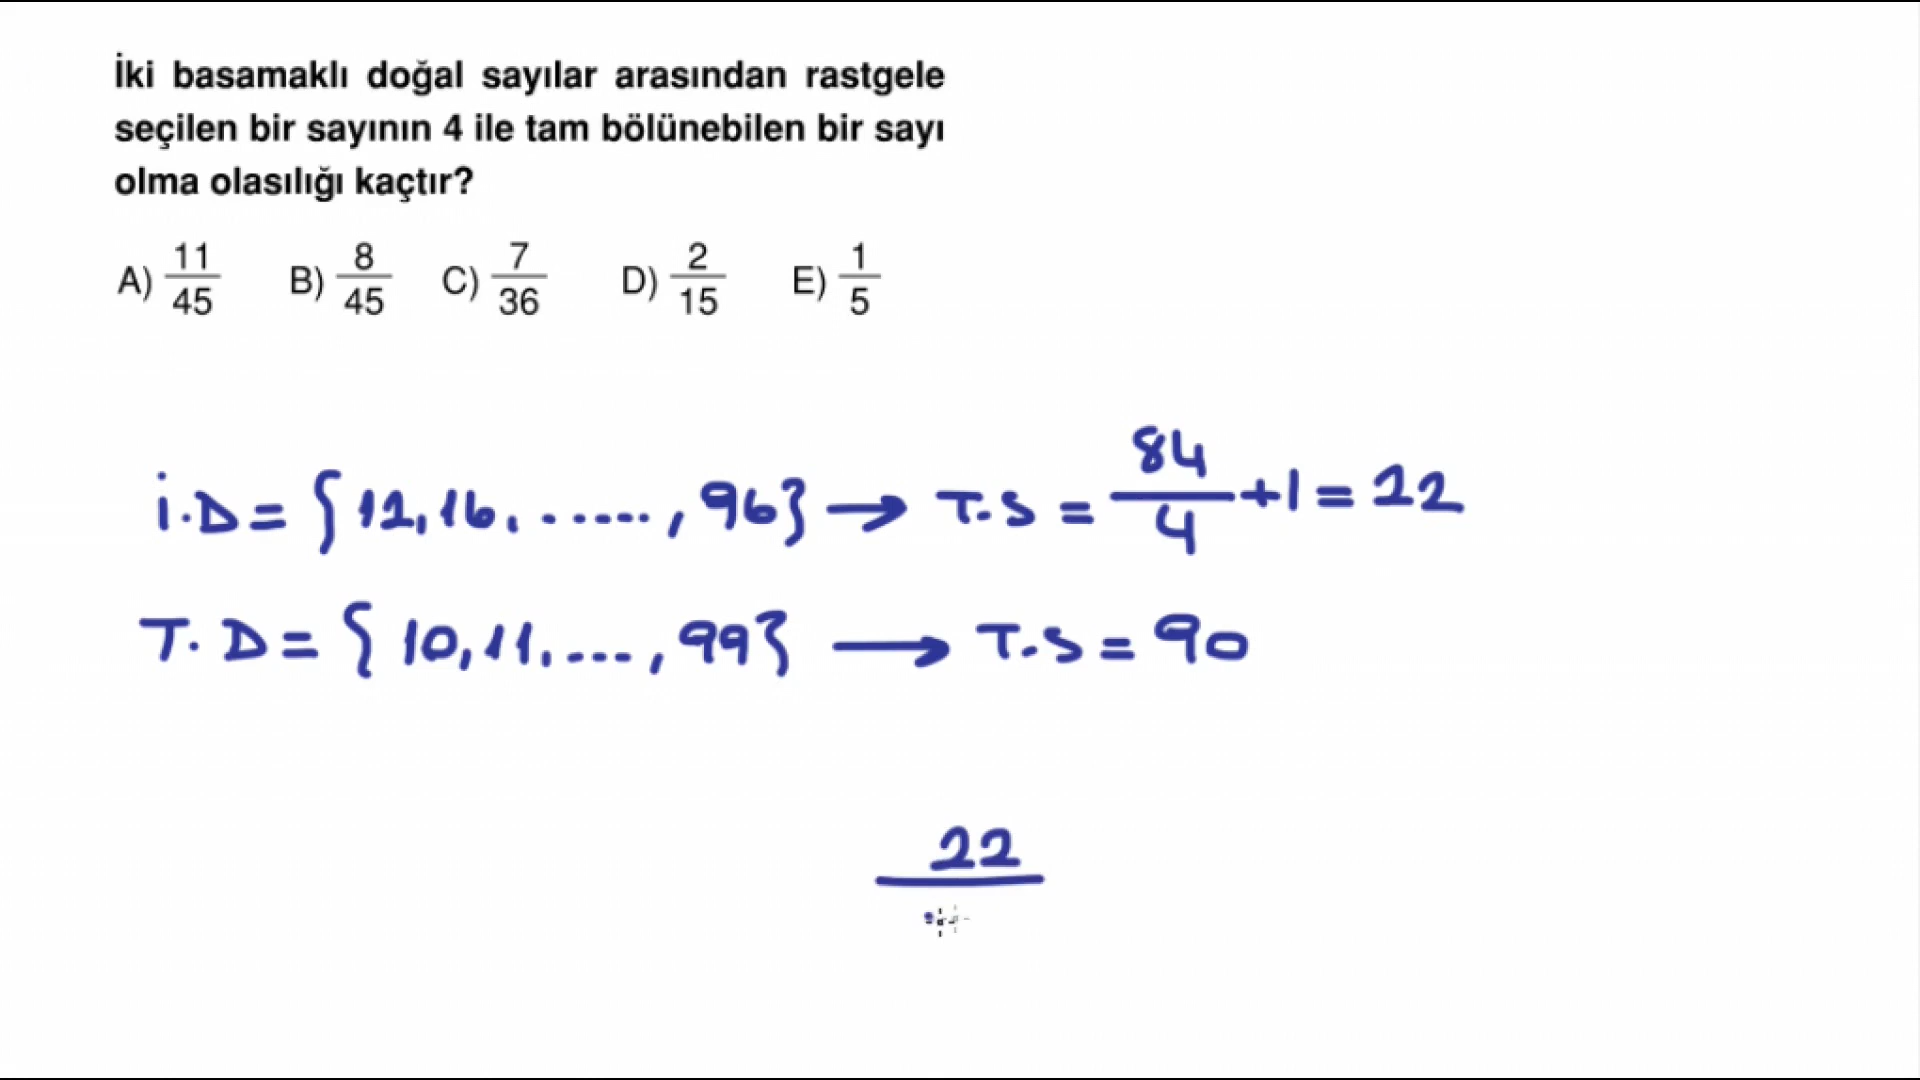 İki basamaklı doğal sayılar arasından rastgele
seçilen bir sayının 4 ile tam bölünebilen bir sayı
olma olasılığı kaçtır?
A) 11/45 B) 8/45 C) 7/36 D) 2/15 E) 1/5
İ.D = {12, 16, ......, 96} → T.S = 84/4 + 1 = 22
T.D = {10, 11, ..., 99} → T.S = 90
22